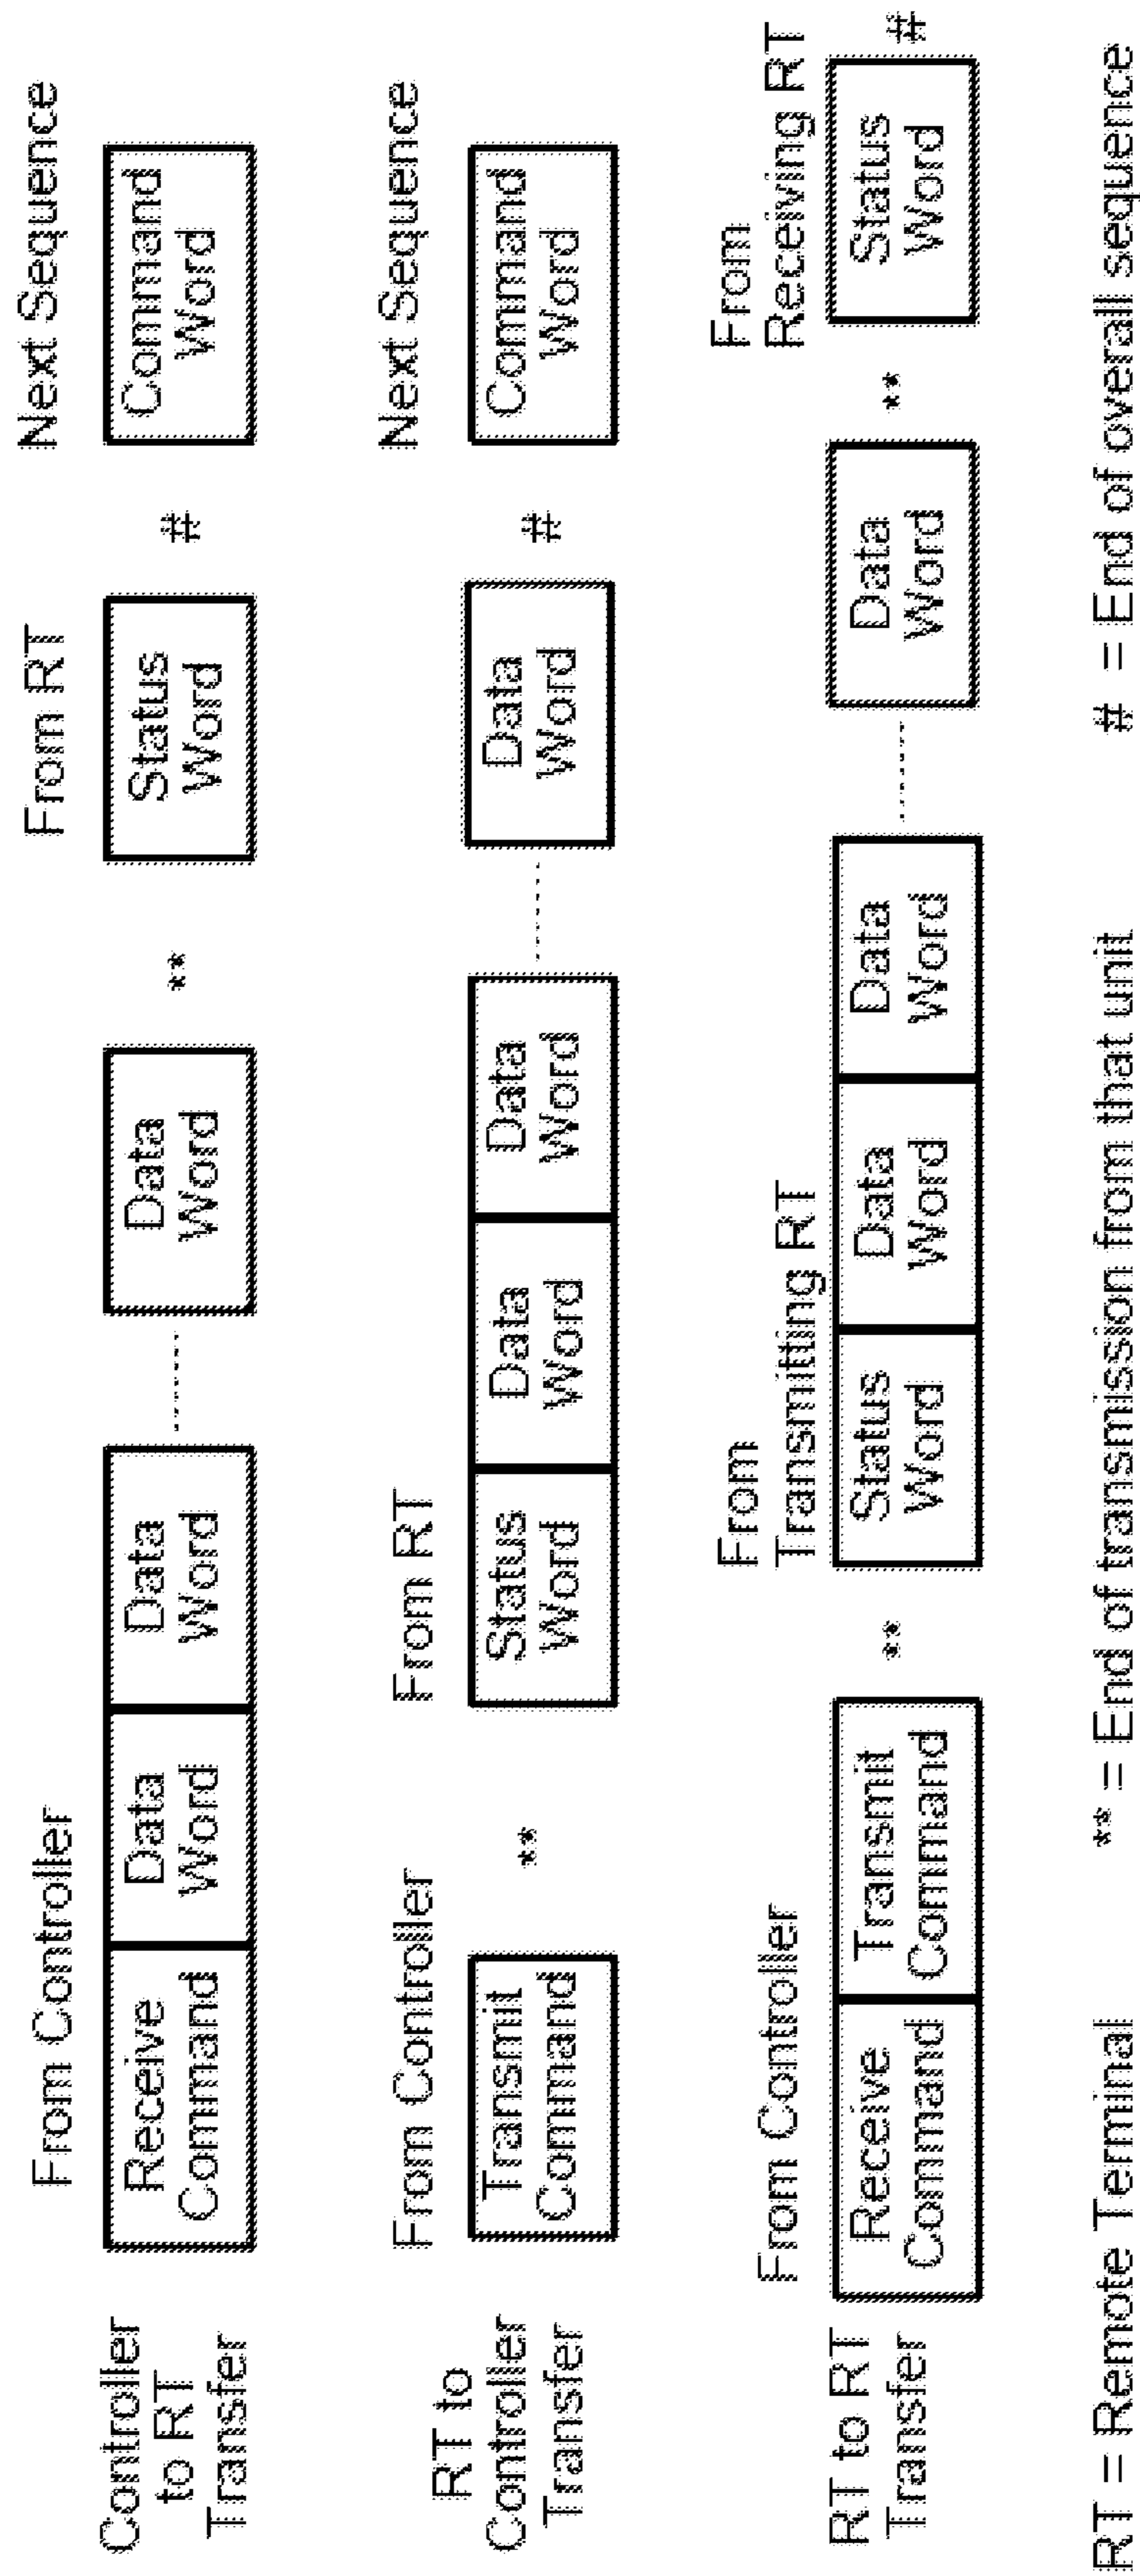 From Controller
From RT
Next Sequence
Controller
to RT
Transfer
Receive
Command
Data
Word
Data
Word
Data
Word
**
Status
Word
#
Command
Word
From Controller
From RT
Next Sequence
RT to
Controller
Transfer
Transmit
Command
**
Status
Word
Data
Word
Data
Word
Data
Word
#
Command
Word
From Controller
From
Transmitting RT
From
Receiving RT
RT to RT
Transfer
Receive
Command
Transmit
Command
**
Status
Word
Data
Word
Data
Word
Data
Word
**
Status
Word
#
RT = Remote Terminal
** = End of transmission from that unit
# = End of overall sequence